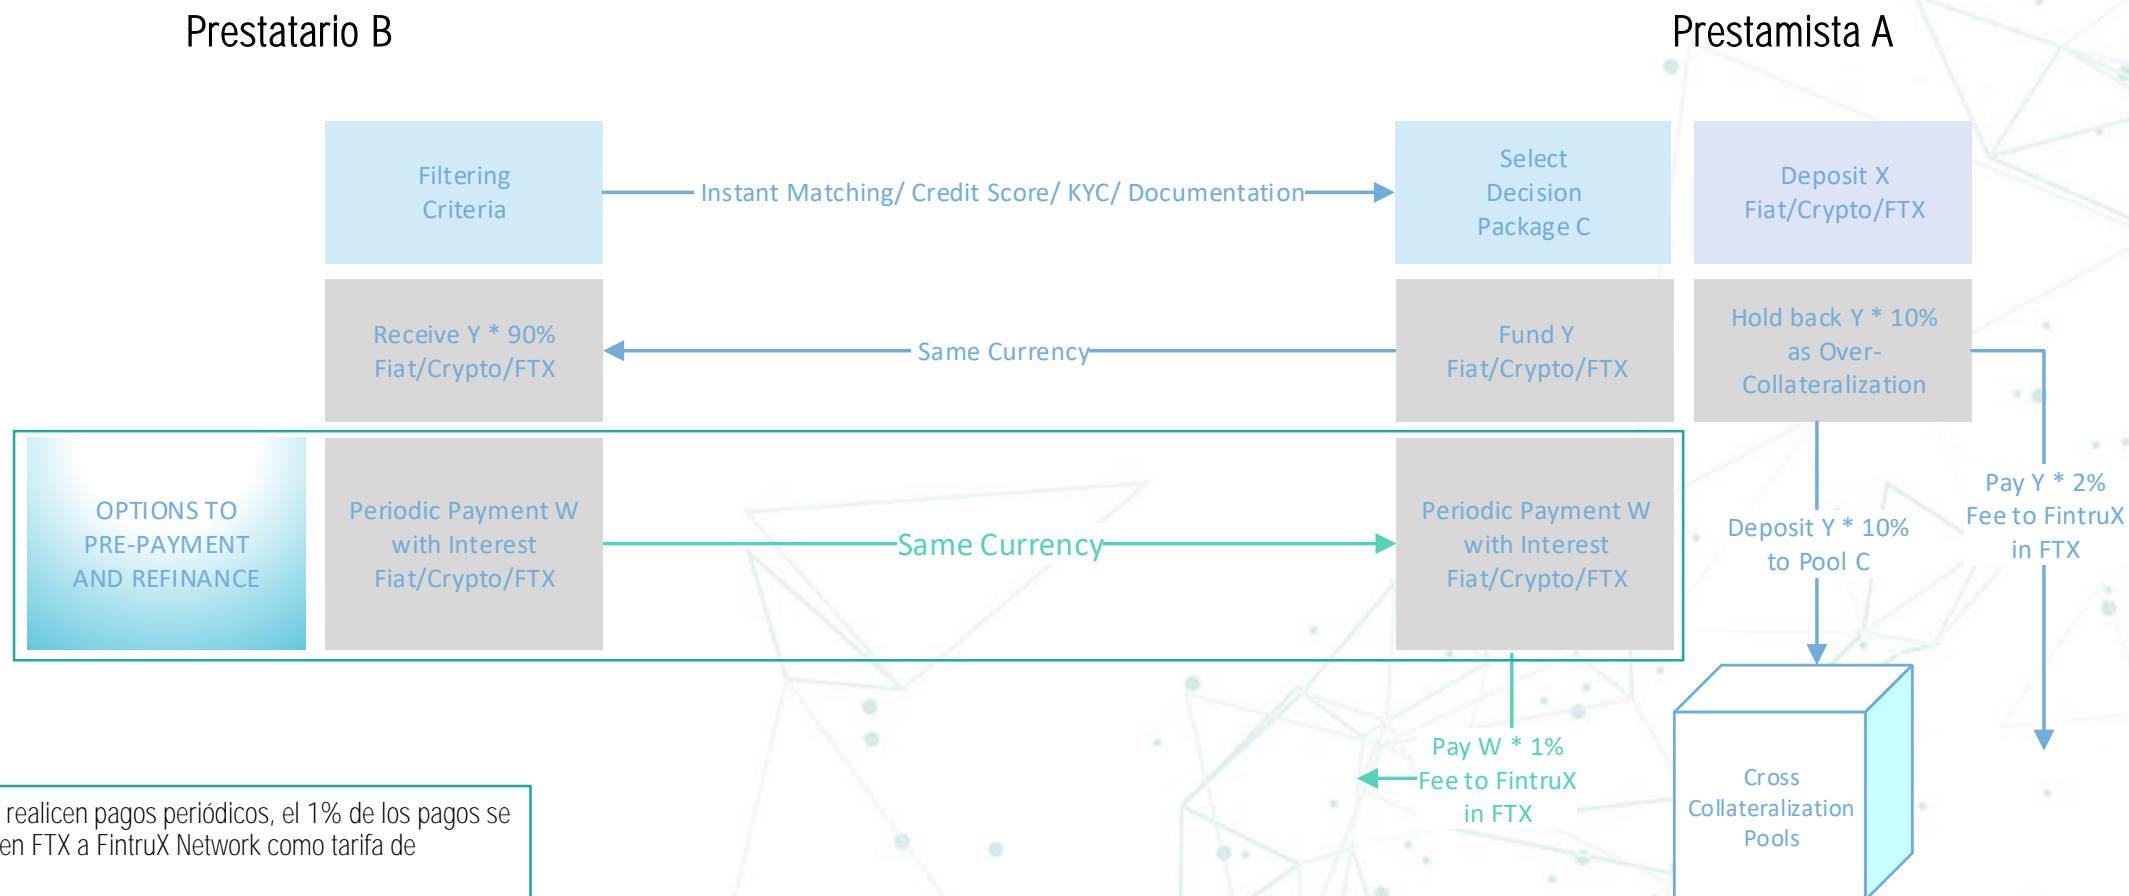 Prestatario B
Prestamista A
Filtering
Criteria
Instant Matching/ Credit Score/ KYC/ Documentation
Select
Decision
Package C
Deposit X
Fiat/Crypto/FTX
Receive Y * 90%
Fiat/Crypto/FTX
Same Currency
Fund Y
Fiat/Crypto/FTX
Hold back Y * 10%
as Over-
Collateralization
OPTIONS TO
PRE-PAYMENT
AND REFINANCE
Periodic Payment W
with Interest
Fiat/Crypto/FTX
Same Currency
Periodic Payment W
with Interest
Fiat/Crypto/FTX
Deposit Y * 10%
to Pool C
Pay Y * 2%
Fee to FintruX
in FTX
Pay W * 1%
Fee to FintruX
in FTX
Cross
Collateralization
Pools
realicen pagos periódicos, el 1% de los pagos se
en FTX a FintruX Network como tarifa de